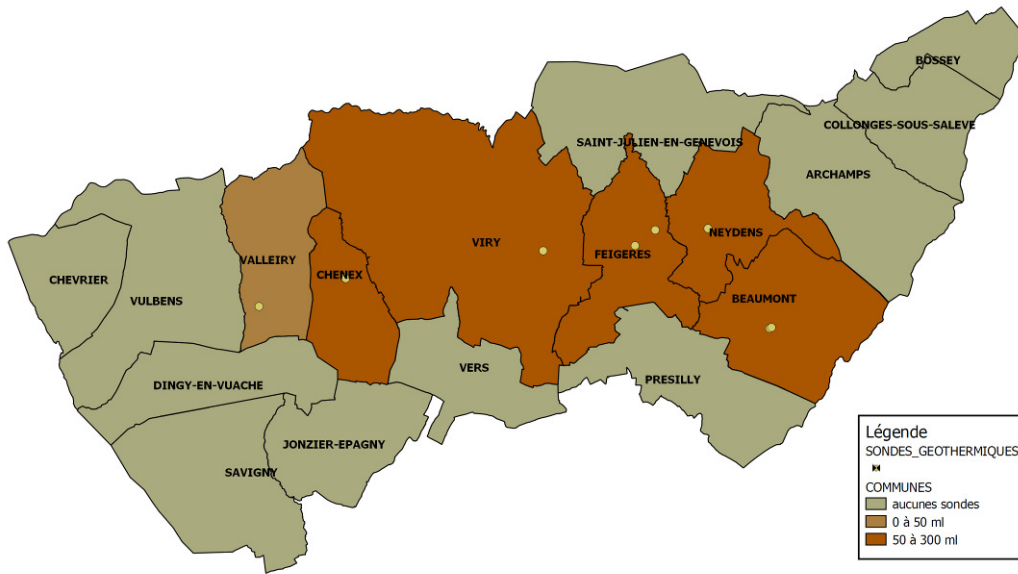 BOSSEY
COLLONGES-SOUS-SALEVE
SAINT-JULIEN-EN-GENEVOIS
ARCHAMPS
NEYDENS
VIRY
FEIGERES
VALLEIRY
CHENEX
CHEVRIER
VULBENS
BEAUMONT
VERS
PRESILLY
DINGY-EN-VUACHE
JONZIER-EPAGNY
SAVIGNY
Légende
SONDES_GEOTHERMIQUES
COMMUNES
aucunes sondes
0 à 50 ml
50 à 300 ml